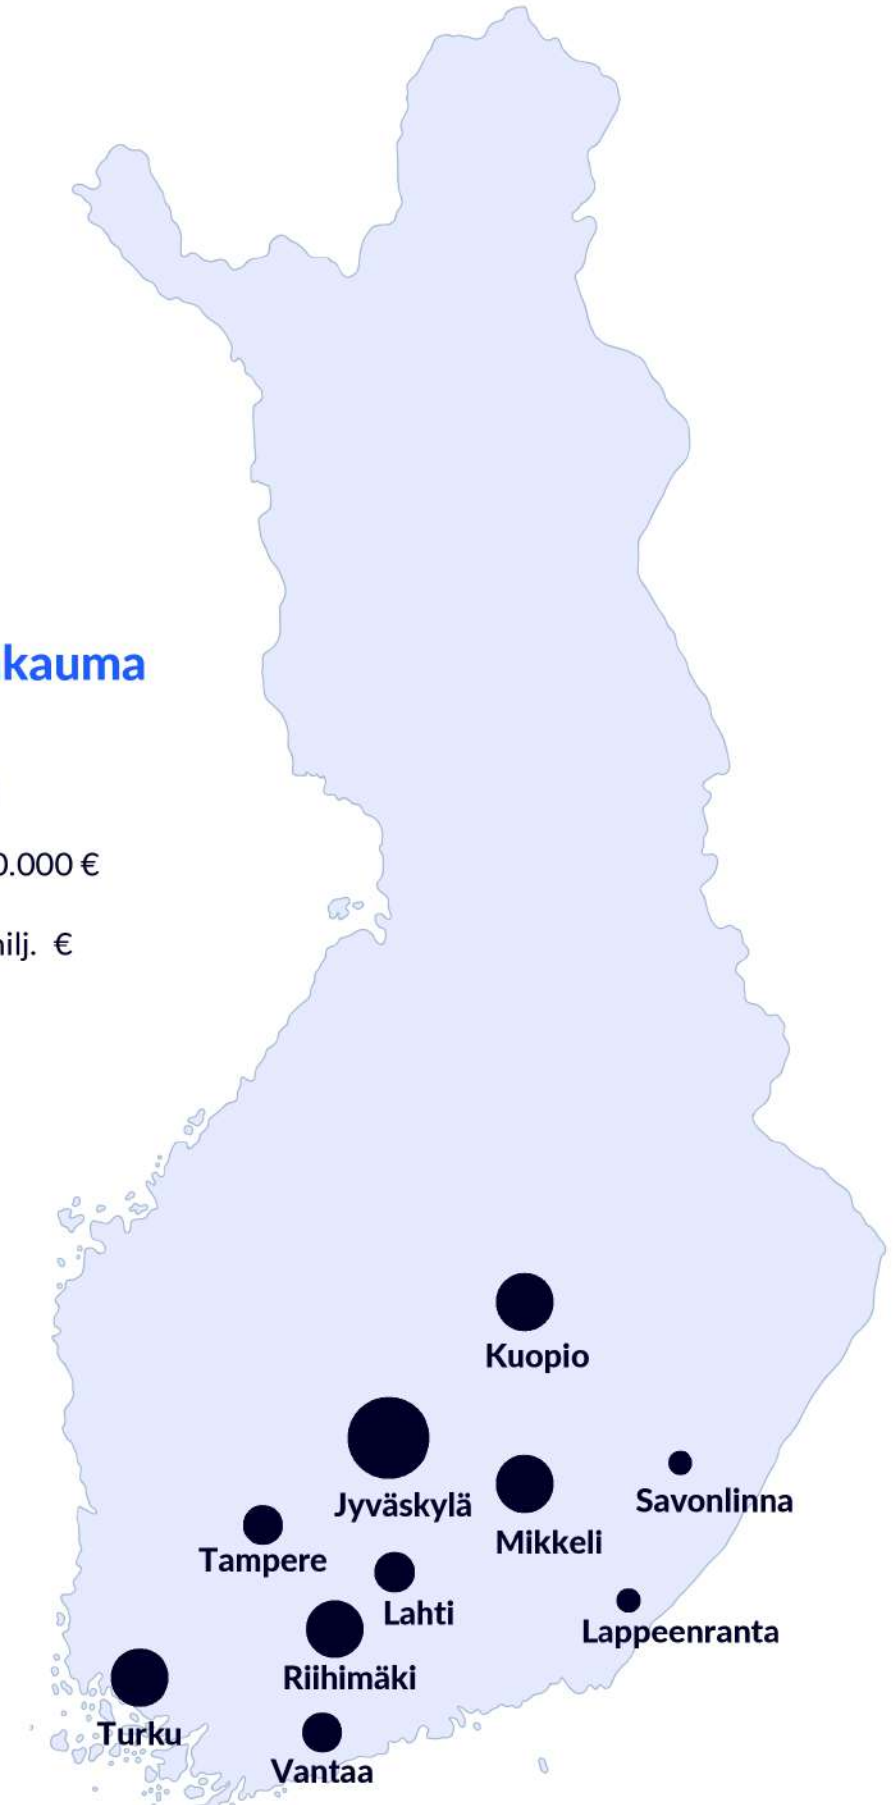 kauma
0.000 €
ilj. €
Kuopio
Jyväskylä
Savonlinna
Mikkeli
Tampere
Lahti
Lappeenranta
Riihimäki
Turku
Vantaa